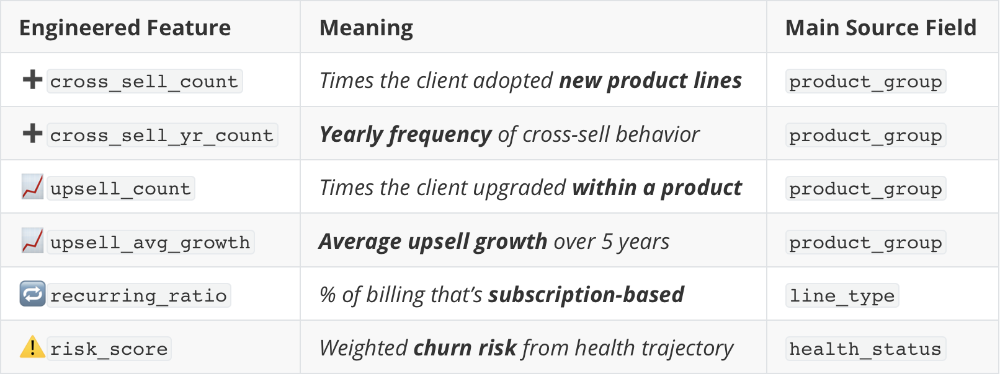 Engineered Feature Meaning Main Source Field
➕ cross_sell_count Times the client adopted new product lines product_group
➕ cross_sell_yr_count Yearly frequency of cross-sell behavior product_group
📈 upsell_count Times the client upgraded within a product product_group
📈 upsell_avg_growth Average upsell growth over 5 years product_group
🔁 recurring_ratio % of billing that’s subscription-based line_type
⚠️ risk_score Weighted churn risk from health trajectory health_status